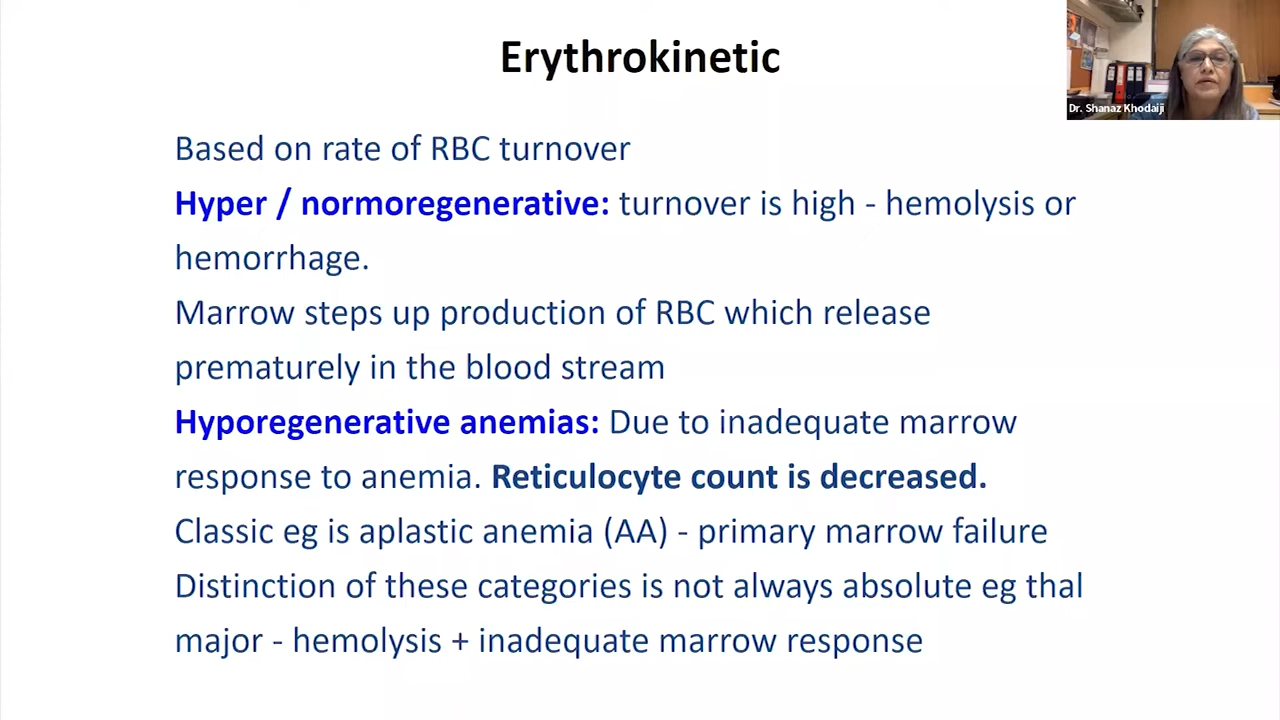 Erythrokinetic
Dr. Shanaz Khodaiji
Based on rate of RBC turnover
Hyper / normoregenerative: turnover is high - hemolysis or
hemorrhage.
Marrow steps up production of RBC which release
prematurely in the blood stream
Hyporegenerative anemias: Due to inadequate marrow
response to anemia. Reticulocyte count is decreased.
Classic eg is aplastic anemia (AA) - primary marrow failure
Distinction of these categories is not always absolute eg thal
major - hemolysis + inadequate marrow response